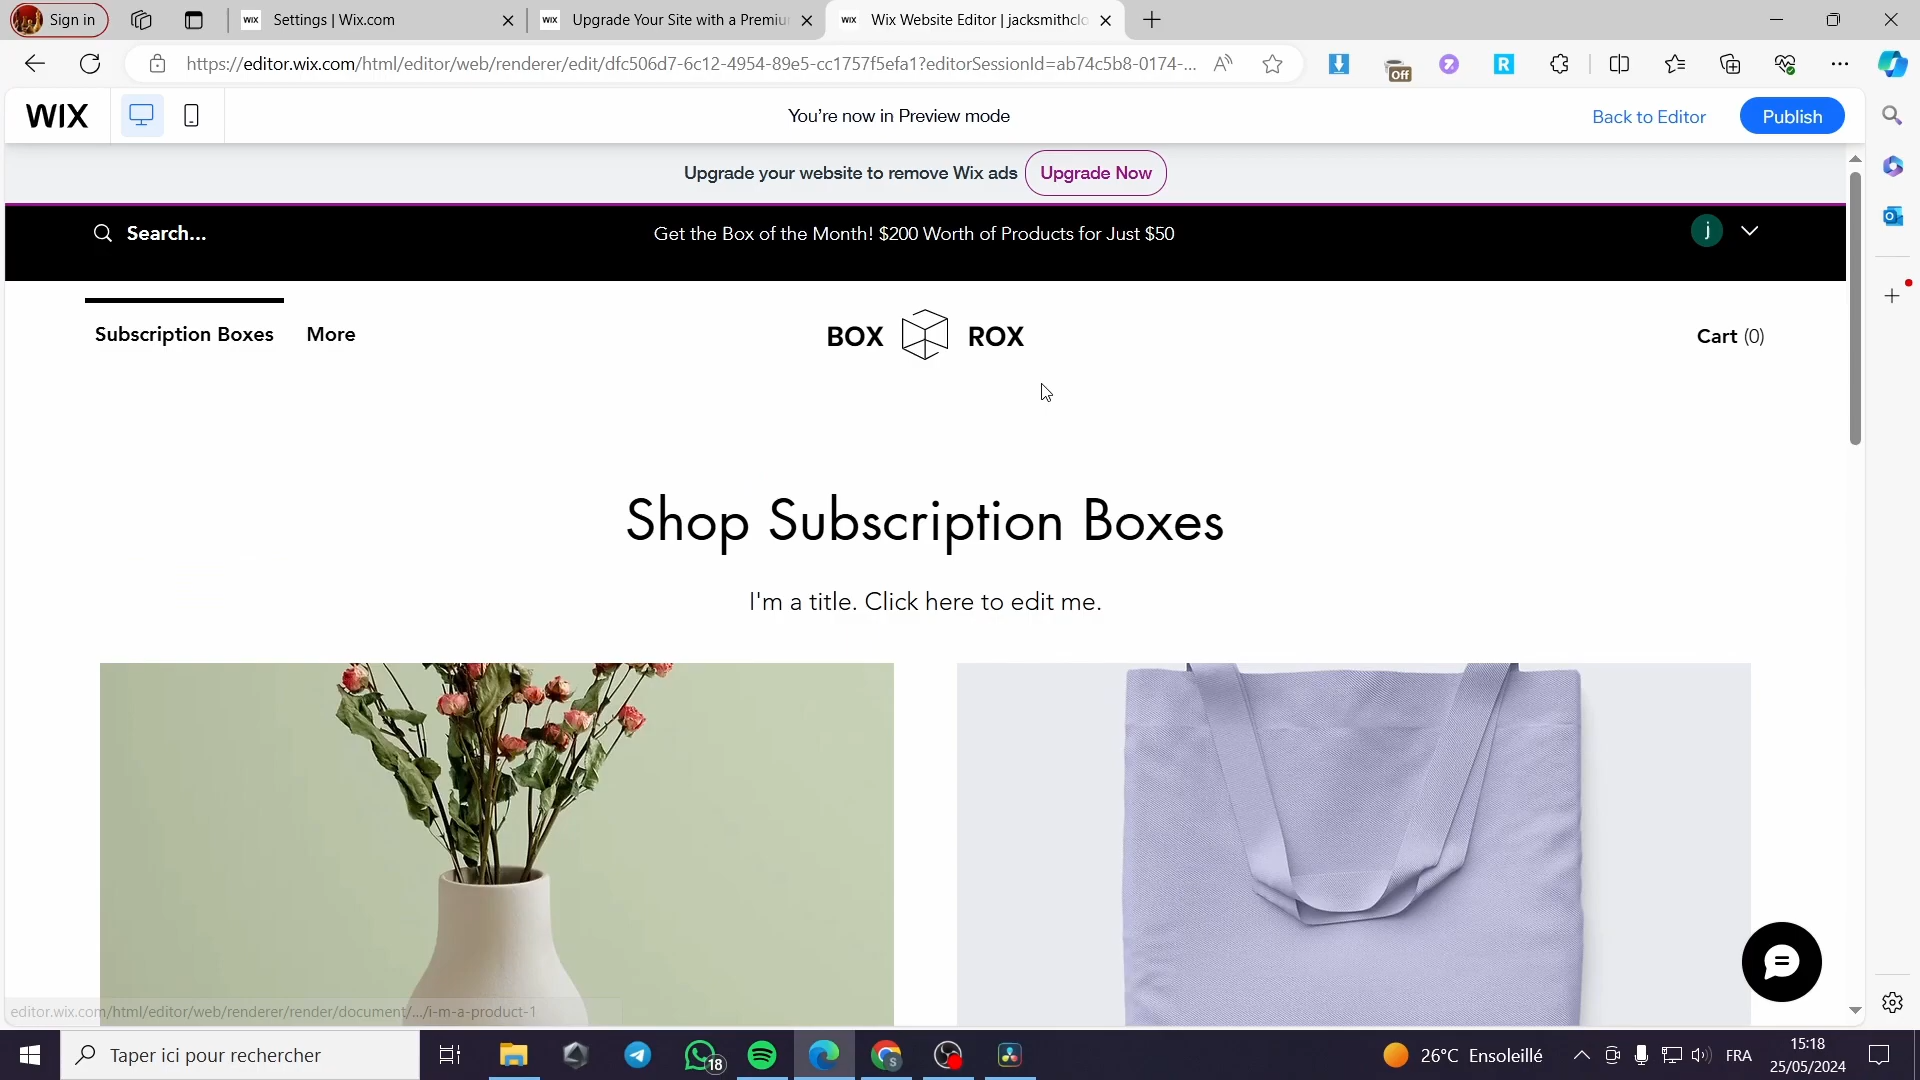 Sign in
WIX Settings | Wix.com
WIX Upgrade Your Site with a Premiu
WIX Wix Website Editor | jacksmithclo
https://editor.wix.com/html/editor/web/renderer/edit/dfc506d7-6c12-4954-89e5-cc1757f5efa1?editorSessionId=ab74c5b8-0174-...
Off
WIX
You're now in Preview mode
Back to Editor
Publish
Upgrade your website to remove Wix ads
Upgrade Now
Search...
Get the Box of the Month! $200 Worth of Products for Just $50
j
Subscription Boxes
More
BOX ROX
Cart (0)
Shop Subscription Boxes
I'm a title. Click here to edit me.
editor.wix.com/html/editor/web/renderer/render/document/.../i-m-a-product-1
Taper ici pour rechercher
18
26°C Ensoleillé
FRA
15:18
25/05/2024